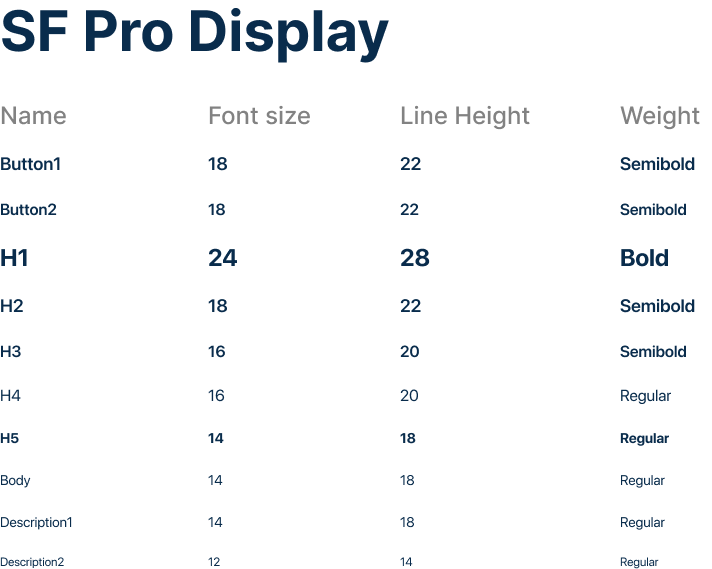 SF Pro Display
Name Font size Line Height Weight
Button1 18 22 Semibold
Button2 18 22 Semibold
H1 24 28 Bold
H2 18 22 Semibold
H3 16 20 Semibold
H4 16 20 Regular
H5 14 18 Regular
Body 14 18 Regular
Description1 14 18 Regular
Description2 12 14 Regular